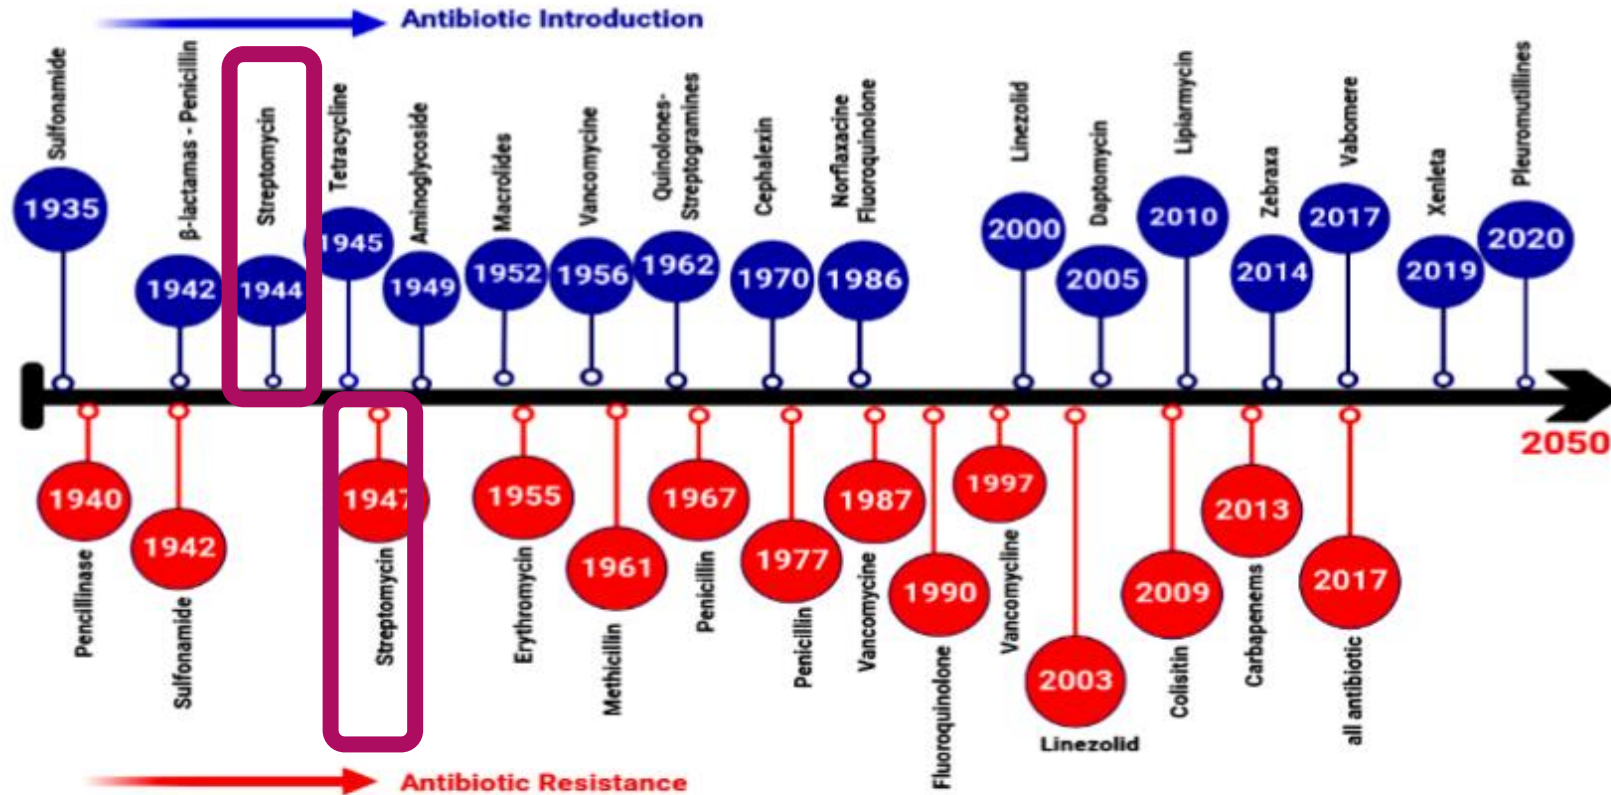 Antibiotic Introduction
Sulfonamide
β-lactamas - Penicillin
Streptomycin
Tetracycline
Aminoglycoside
Macrolides
Vancomycine
Quinolones-
Streptogramines
Cephalexin
Norflaxacine
Fluoroquinolone
Linezolid
Daptomycin
Lipiarmycin
Zebraxa
Vabomere
Xenleta
Pleuromutillines
1935
1942
1944
1945
1949
1952
1956
1962
1970
1986
2000
2005
2010
2014
2017
2019
2020
2050
1940
1942
1947
1955
1961
1967
1977
1987
1990
1997
2003
2009
2013
2017
Pencillinase
Sulfonamide
Streptomycin
Erythromycin
Methicillin
Penicillin
Penicillin
Vancomycine
Fluoroquinolone
Vancomycline
Linezolid
Colisitin
Carbapenems
all antibiotic
Antibiotic Resistance